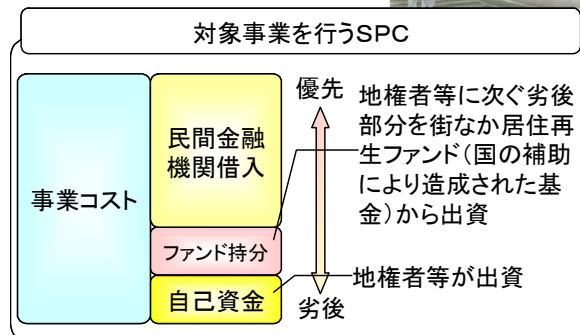 対象事業を行うSPC
事業コスト
民間金融
機関借入
ファンド持分
自己資金
優先
劣後
地権者等に次ぐ劣後
部分を街なか居住再
生ファンド(国の補助
により造成された基
金)から出資
地権者等が出資